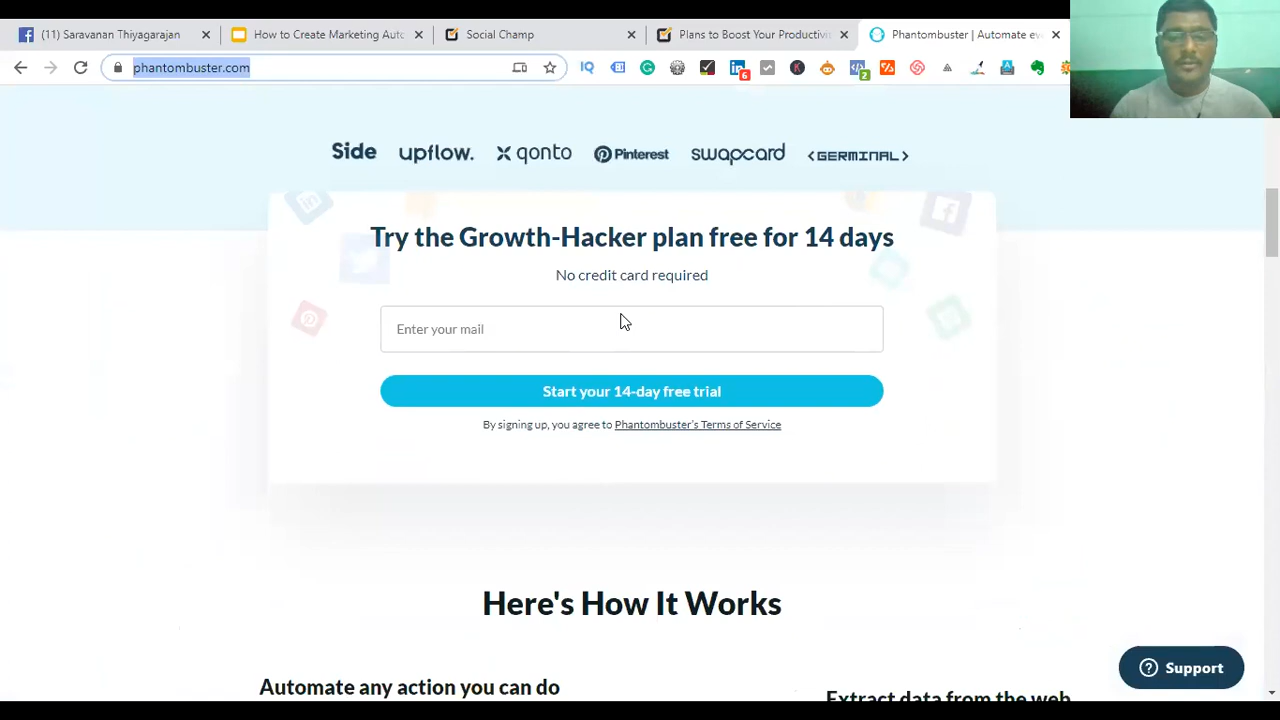 (11) Saravanan Thiyagarajan
How to Create Marketing Auto
Social Champ
Plans to Boost Your Productivi
Phantombuster | Automate ev
phantombuster.com
6
2
Side
upflow.
qonto
Pinterest
swapcard
<GERMINAL>
Try the Growth-Hacker plan free for 14 days
No credit card required
Enter your mail
Start your 14-day free trial
By signing up, you agree to Phantombuster's Terms of Service
Here's How It Works
Support
Automate any action you can do
Extract data from the web